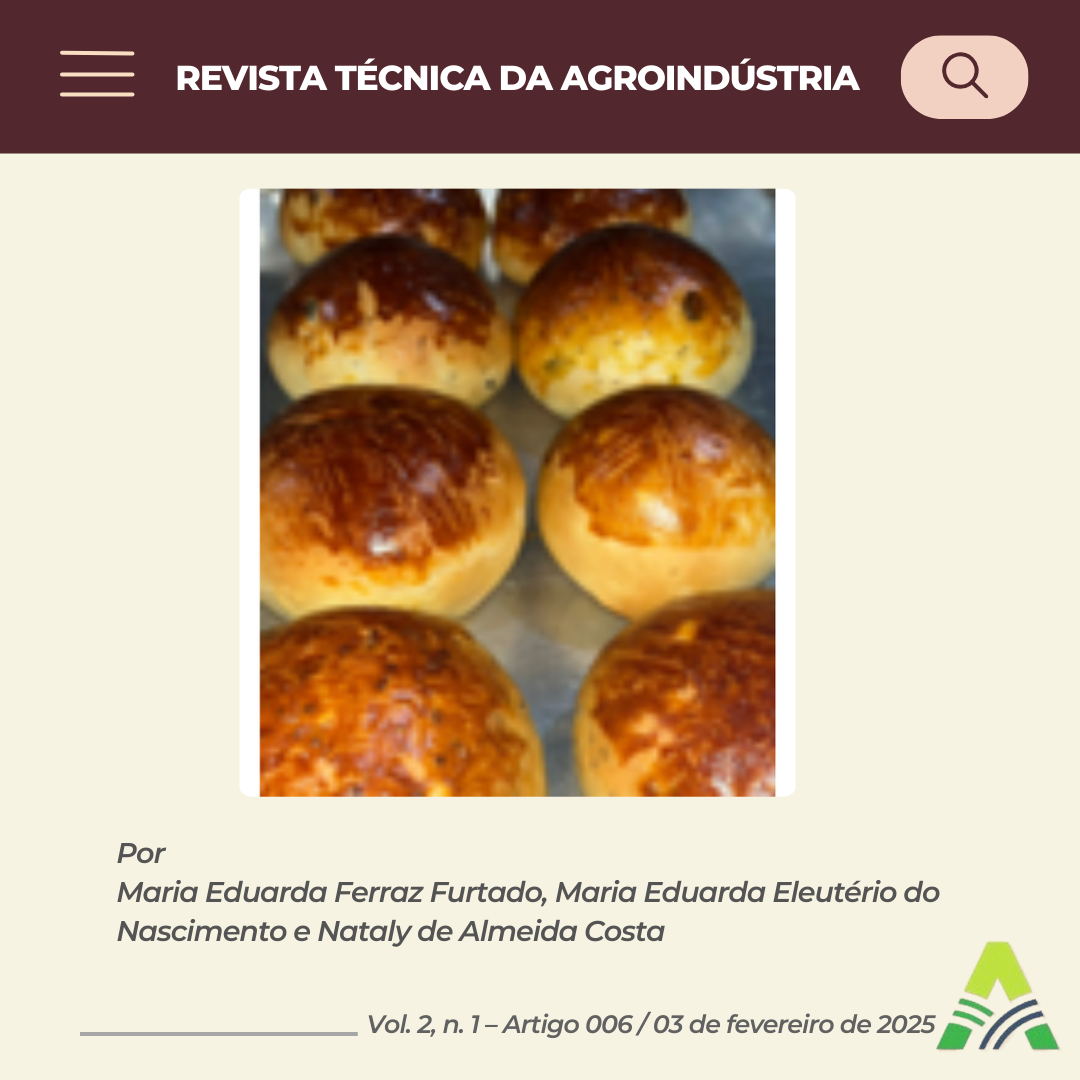 REVISTA TÉCNICA DA AGROINDÚSTRIA
Por
Maria Eduarda Ferraz Furtado, Maria Eduarda Eleutério do
Nascimento e Nataly de Almeida Costa
Vol. 2, n. 1 – Artigo 006 / 03 de fevereiro de 2025